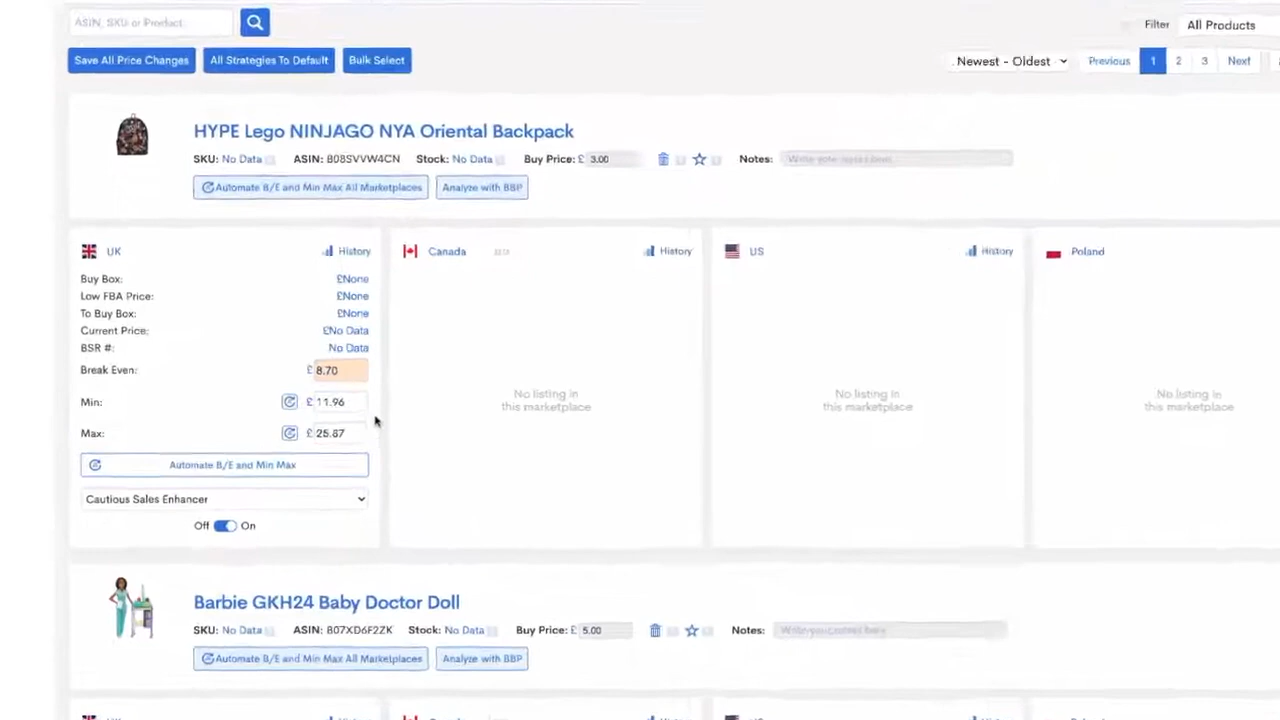 ASIN, SKU or Product
Filter All Products
Save All Price Changes All Strategies To Default Bulk Select
Newest - Oldest Previous 1 2 3 Next
HYPE Lego NINJAGO NYA Oriental Backpack
SKU: No Data ASIN: B08SVVW4CN Stock: No Data Buy Price: £ 3.00 Notes:
Automate B/E and Min Max All Marketplaces Analyze with BBP
UK History Canada History US History Poland
Buy Box: £None
Low FBA Price: £None
To Buy Box: £None
Current Price: £No Data
BSR #: No Data
Break Even: £ 8.70
Min: £ 11.96
Max: £ 25.87
No listing in
this marketplace
No listing in
this marketplace
No listing in
this marketplace
Automate B/E and Min Max
Cautious Sales Enhancer
Off On
Barbie GKH24 Baby Doctor Doll
SKU: No Data ASIN: B07XD6F2ZK Stock: No Data Buy Price: £ 5.00 Notes:
Automate B/E and Min Max All Marketplaces Analyze with BBP